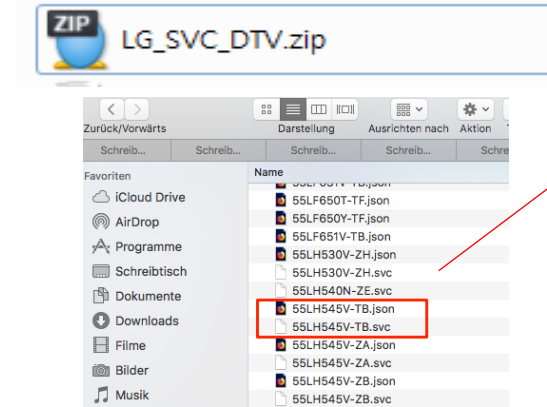 ZIP
LG_SVC_DTV.zip
Zurück/Vorwärts
Darstellung
Ausrichten nach
Aktion
Schreib...
Schreib...
Schreib...
Schreib...
Schre
Favoriten
iCloud Drive
AirDrop
Programme
Schreibtisch
Dokumente
Downloads
Filme
Bilder
Musik
Name
55LF650T-TF.json
55LF650Y-TF.json
55LF651V-TB.json
55LH530V-ZH.json
55LH530V-ZH.svc
55LH540N-ZE.svc
55LH545V-TB.json
55LH545V-TB.svc
55LH545V-ZA.json
55LH545V-ZA.svc
55LH545V-ZB.json
55LH545V-ZB.svc